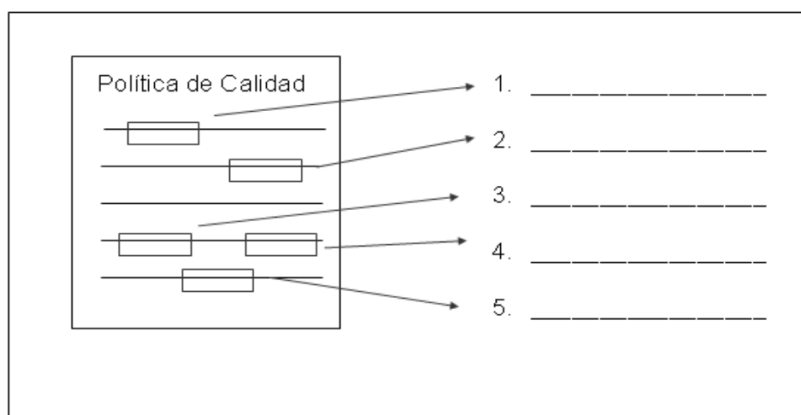 Política de Calidad
1. _ _ _ _ _ _ _ _ _ _ _
2. _ _ _ _ _ _ _ _ _ _ _
3. _ _ _ _ _ _ _ _ _ _ _
4. _ _ _ _ _ _ _ _ _ _ _
5. _ _ _ _ _ _ _ _ _ _ _